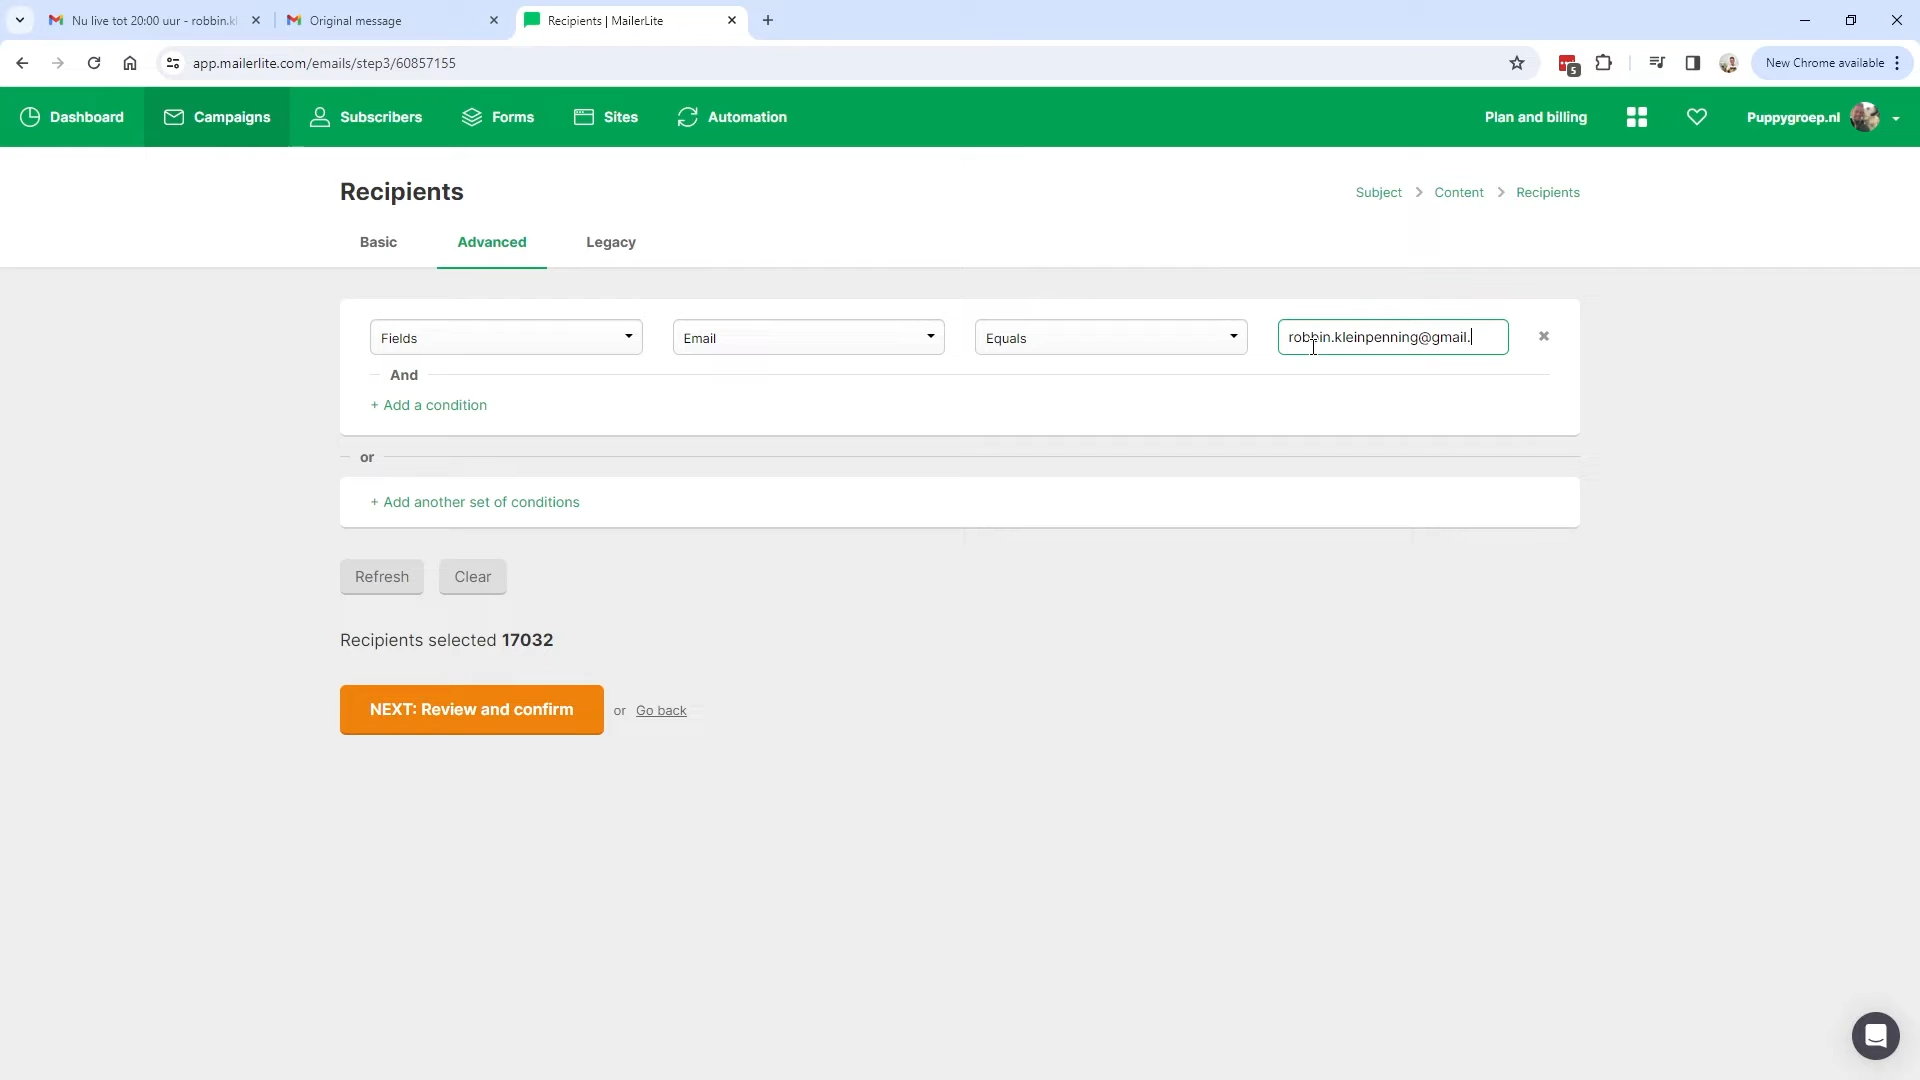 Nu live tot 20:00 uur - robbin.kl
Original message
Recipients | MailerLite
app.mailerlite.com/emails/step3/60857155
5
New Chrome available
Dashboard
Campaigns
Subscribers
Forms
Sites
Automation
Plan and billing
Puppygroep.nl
Recipients
Subject
Content
Recipients
Basic
Advanced
Legacy
Fields
Email
Equals
robbin.kleinpenning@gmail.
And
+ Add a condition
or
+ Add another set of conditions
Refresh
Clear
Recipients selected 17032
NEXT: Review and confirm
or Go back